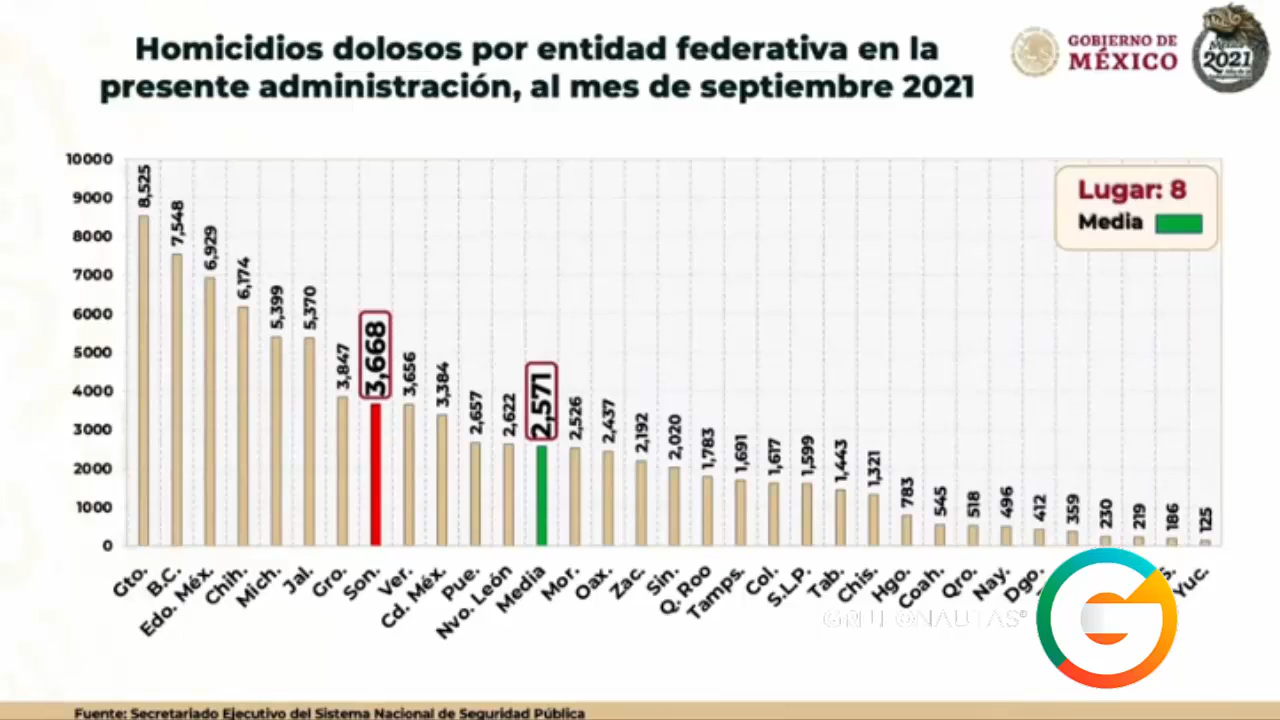 Homicidios dolosos por entidad federativa en la
presente administración, al mes de septiembre 2021
GOBIERNO DE
MÉXICO
2021
Lugar: 8
Media
10000
9000
8000
7000
6000
5000
4000
3000
2000
1000
0
8,525
7,548
6,929
6,174
5,399
5,370
3,847
3,668
3,656
3,384
2,657
2,622
2,571
2,526
2,437
2,192
2,020
1,783
1,691
1,617
1,599
1,443
1,321
783
545
518
496
412
359
230
219
186
125
Gto.
B.C.
Edo. Méx.
Chih.
Mich.
Jal.
Gro.
Son.
Ver.
Cd. Méx.
Pue.
Nvo. León
Media
Mor.
Oax.
Zac.
Sin.
Q. Roo
Tamps.
Col.
S.L.P.
Tab.
Chis.
Hgo.
Coah.
Qro.
Nay.
Dgo.
Yuc.
G
Fuente: Secretariado Ejecutivo del Sistema Nacional de Seguridad Pública